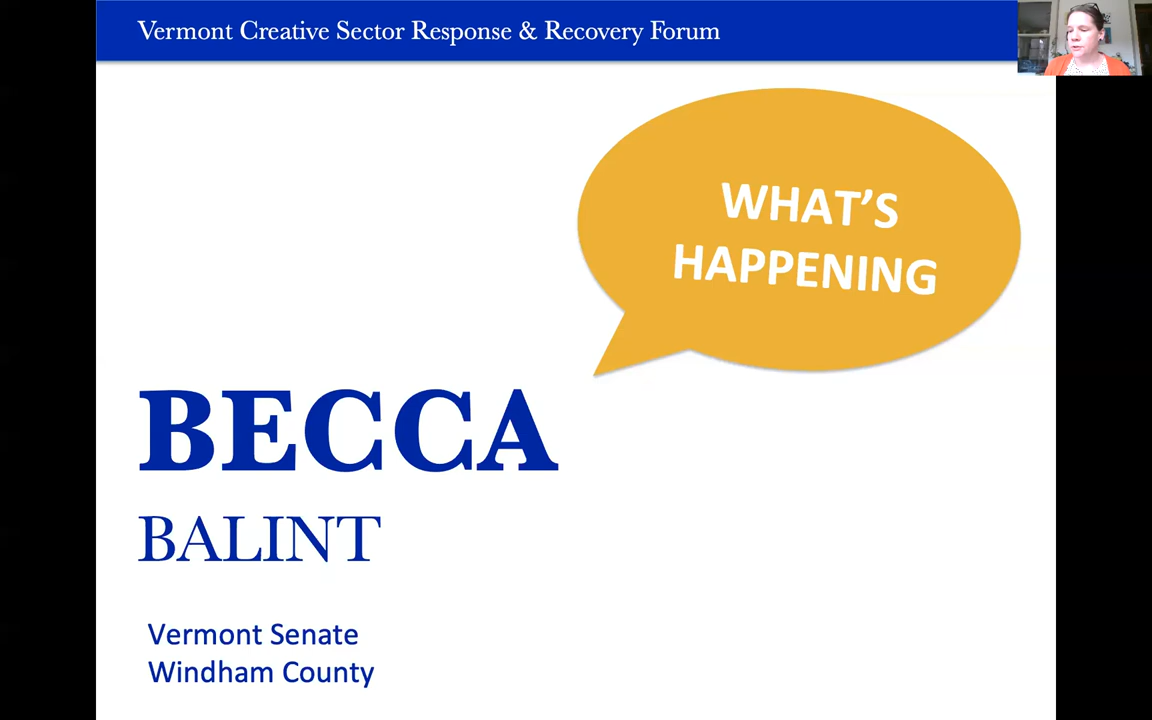 Vermont Creative Sector Response & Recovery Forum
WHAT'S
HAPPENING
BECCA
BALINT
Vermont Senate
Windham County